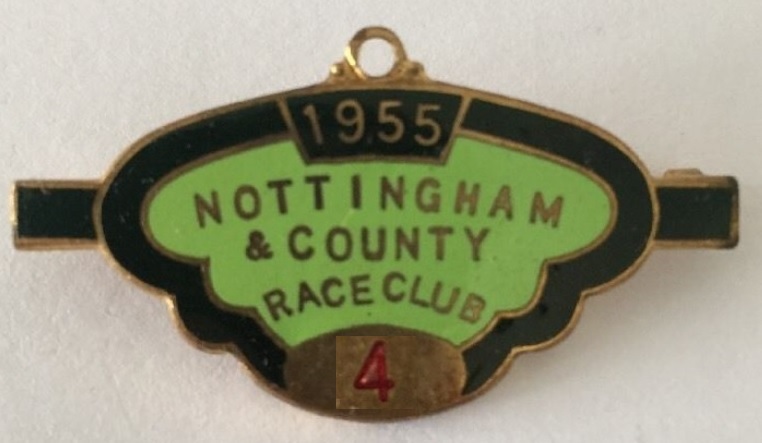 1955
NOTTINGHAM
& COUNTY
RACE CLUB
4